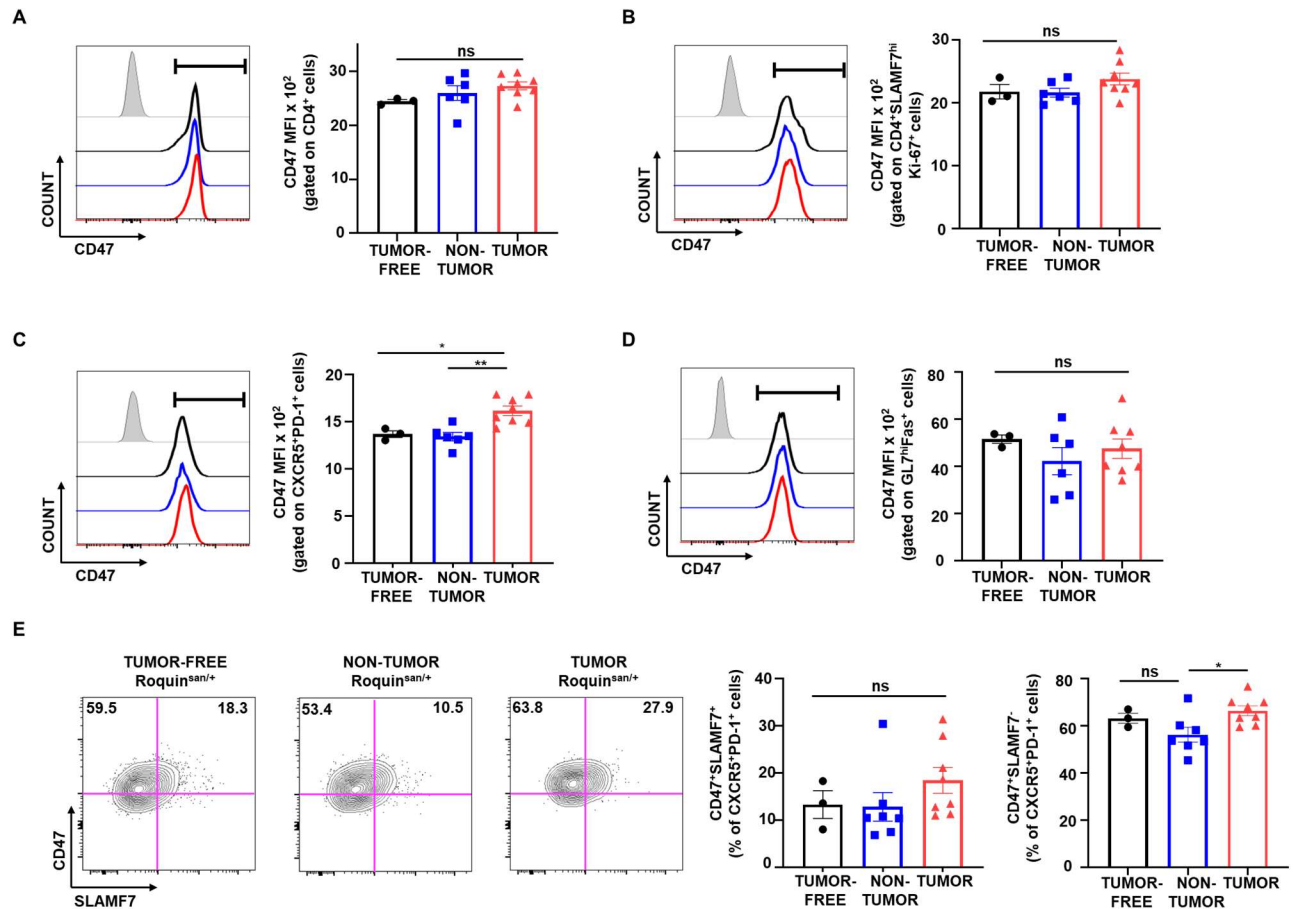 A
COUNT
CD47
CD47 MFI x 10²
(gated on CD4⁺ cells)
ns
30
20
10
0
TUMOR-
FREE
NON-
TUMOR
TUMOR
B
COUNT
CD47
CD47 MFI x 10²
(gated on CD4⁺SLAMF7ʰⁱ
Ki-67⁺ cells)
ns
30
20
10
0
TUMOR-
FREE
NON-
TUMOR
TUMOR
C
COUNT
CD47
CD47 MFI x 10²
(gated on CXCR5⁺PD-1⁺ cells)
*
**
20
15
10
5
0
TUMOR-
FREE
NON-
TUMOR
TUMOR
D
COUNT
CD47
CD47 MFI x 10²
(gated on GL7ʰⁱFas⁺ cells)
ns
80
60
40
20
0
TUMOR-
FREE
NON-
TUMOR
TUMOR
E
TUMOR-FREE
Roquinˢᵃⁿ/⁺
59.5 18.3
NON-TUMOR
Roquinˢᵃⁿ/⁺
53.4 10.5
TUMOR
Roquinˢᵃⁿ/⁺
63.8 27.9
CD47
SLAMF7
CD47⁺SLAMF7⁺
(% of CXCR5⁺PD-1⁺ cells)
ns
40
30
20
10
0
TUMOR-
FREE
NON-
TUMOR
TUMOR
CD47⁺SLAMF7⁻
(% of CXCR5⁺PD-1⁺ cells)
ns
*
80
60
40
20
0
TUMOR-
FREE
NON-
TUMOR
TUMOR